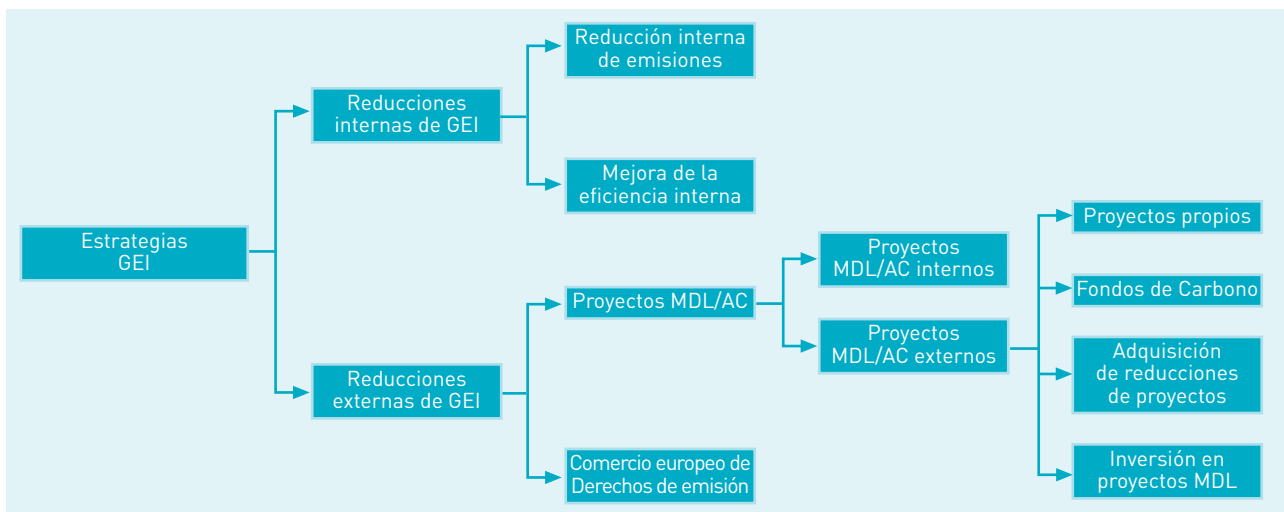 Estrategias
GEI
Reducciones
internas de GEI
Reducción interna
de emisiones
Mejora de la
eficiencia interna
Reducciones
externas de GEI
Proyectos MDL/AC
Comercio europeo de
Derechos de emisión
Proyectos
MDL/AC internos
Proyectos
MDL/AC externos
Proyectos propios
Fondos de Carbono
Adquisición
de reducciones
de proyectos
Inversión en
proyectos MDL